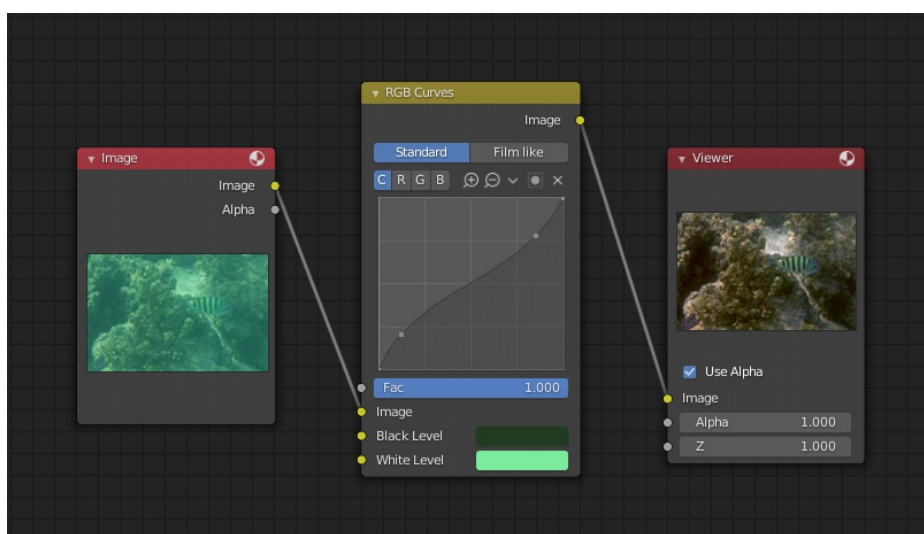 Image
Image
Alpha
RGB Curves
Image
Standard Film like
C R G B
Fac 1.000
Image
Black Level
White Level
Viewer
Use Alpha
Image
Alpha 1.000
Z 1.000